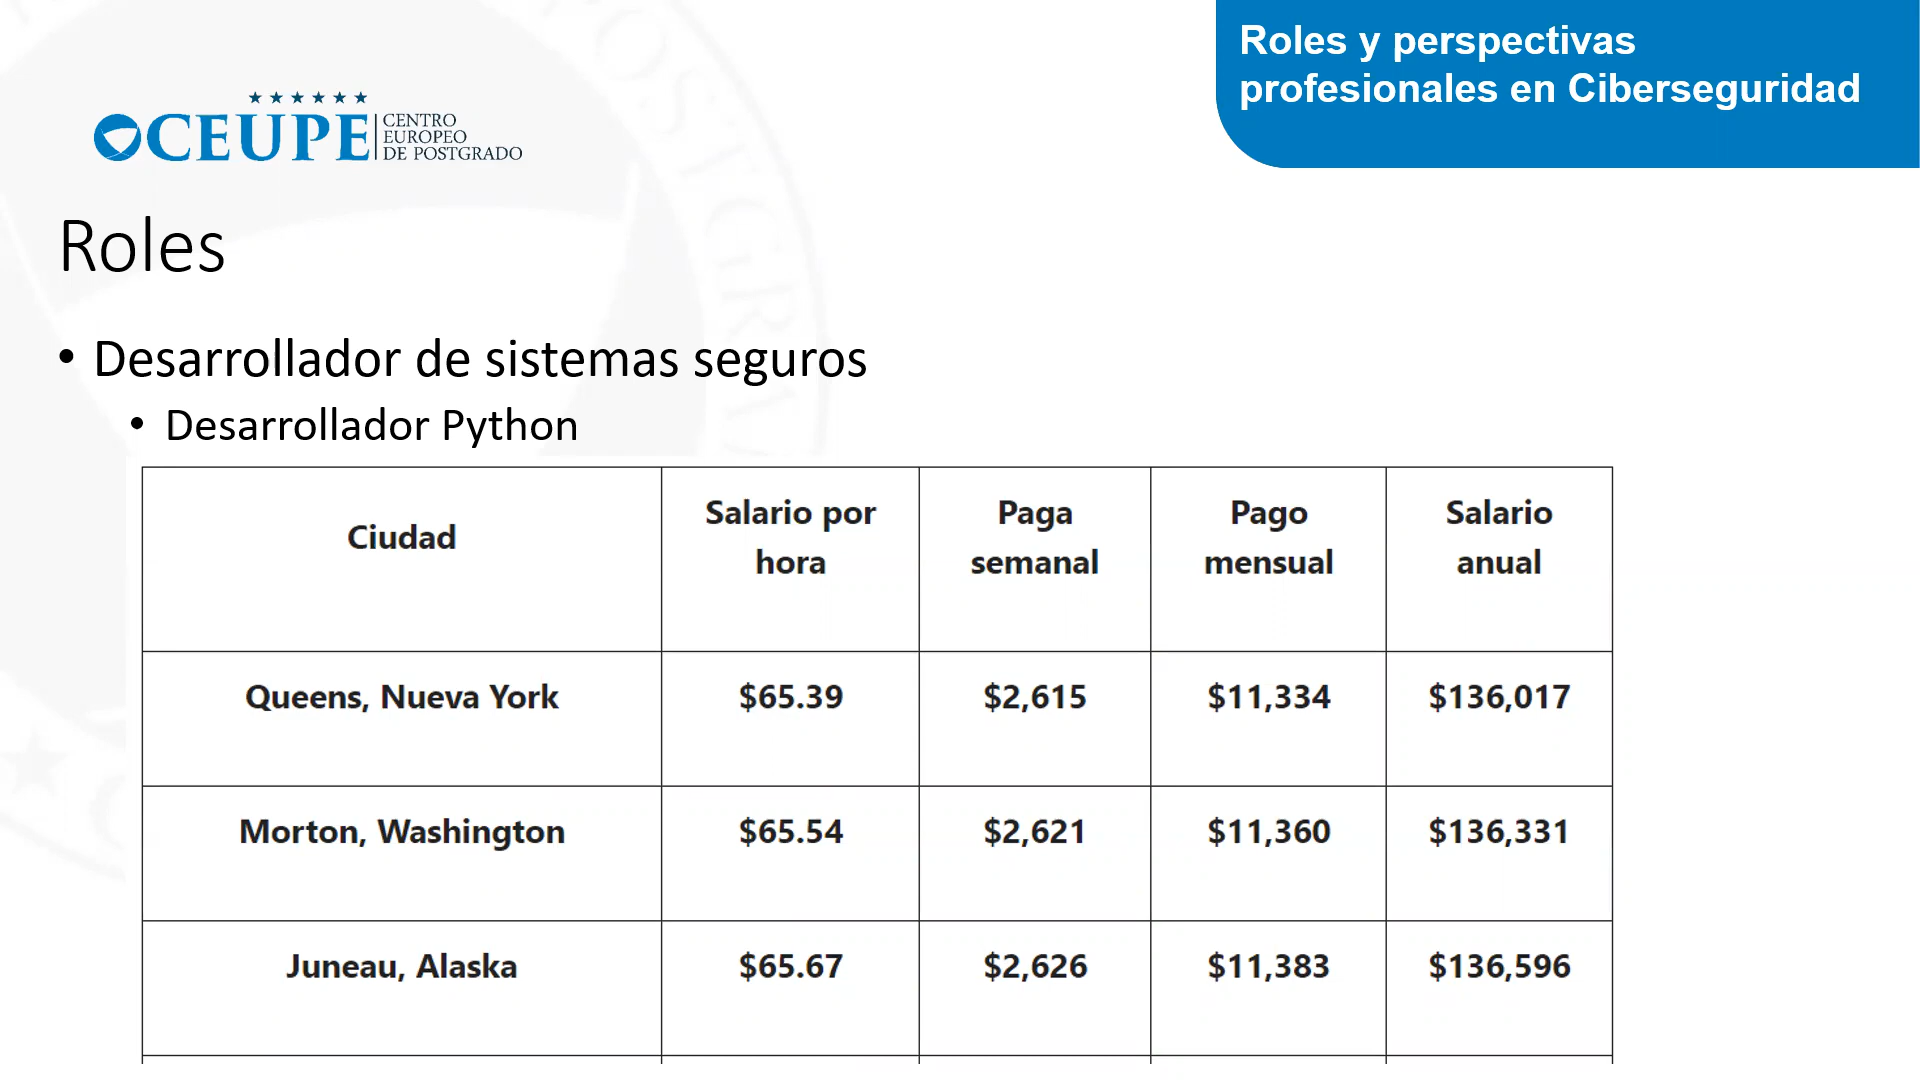 Roles y perspectivas
profesionales en Ciberseguridad
CEUPE
CENTRO
EUROPEO
DE POSTGRADO
Roles
• Desarrollador de sistemas seguros
• Desarrollador Python
Ciudad Salario por hora Paga semanal Pago mensual Salario anual
Queens, Nueva York $65.39 $2,615 $11,334 $136,017
Morton, Washington $65.54 $2,621 $11,360 $136,331
Juneau, Alaska $65.67 $2,626 $11,383 $136,596